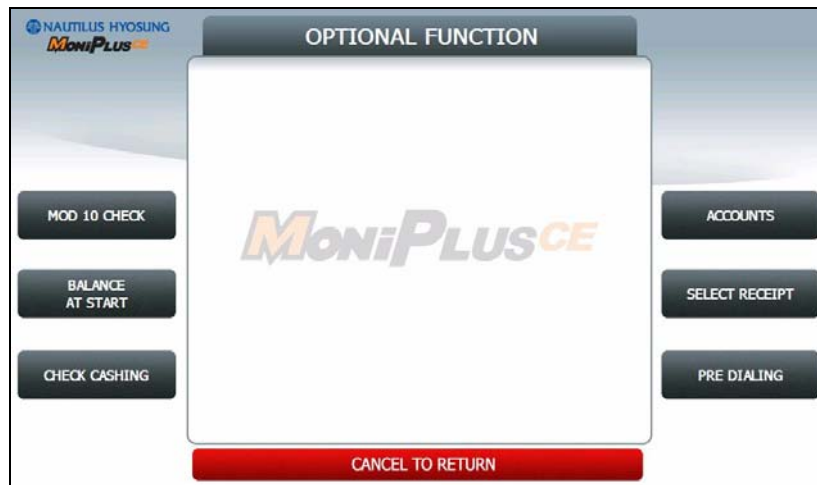 NAUTILUS HYOSUNG
MONiPLUSCE
OPTIONAL FUNCTION
MONiPLUSCE
MOD 10 CHECK
ACCOUNTS
BALANCE
AT START
SELECT RECEIPT
CHECK CASHING
PRE DIALING
CANCEL TO RETURN